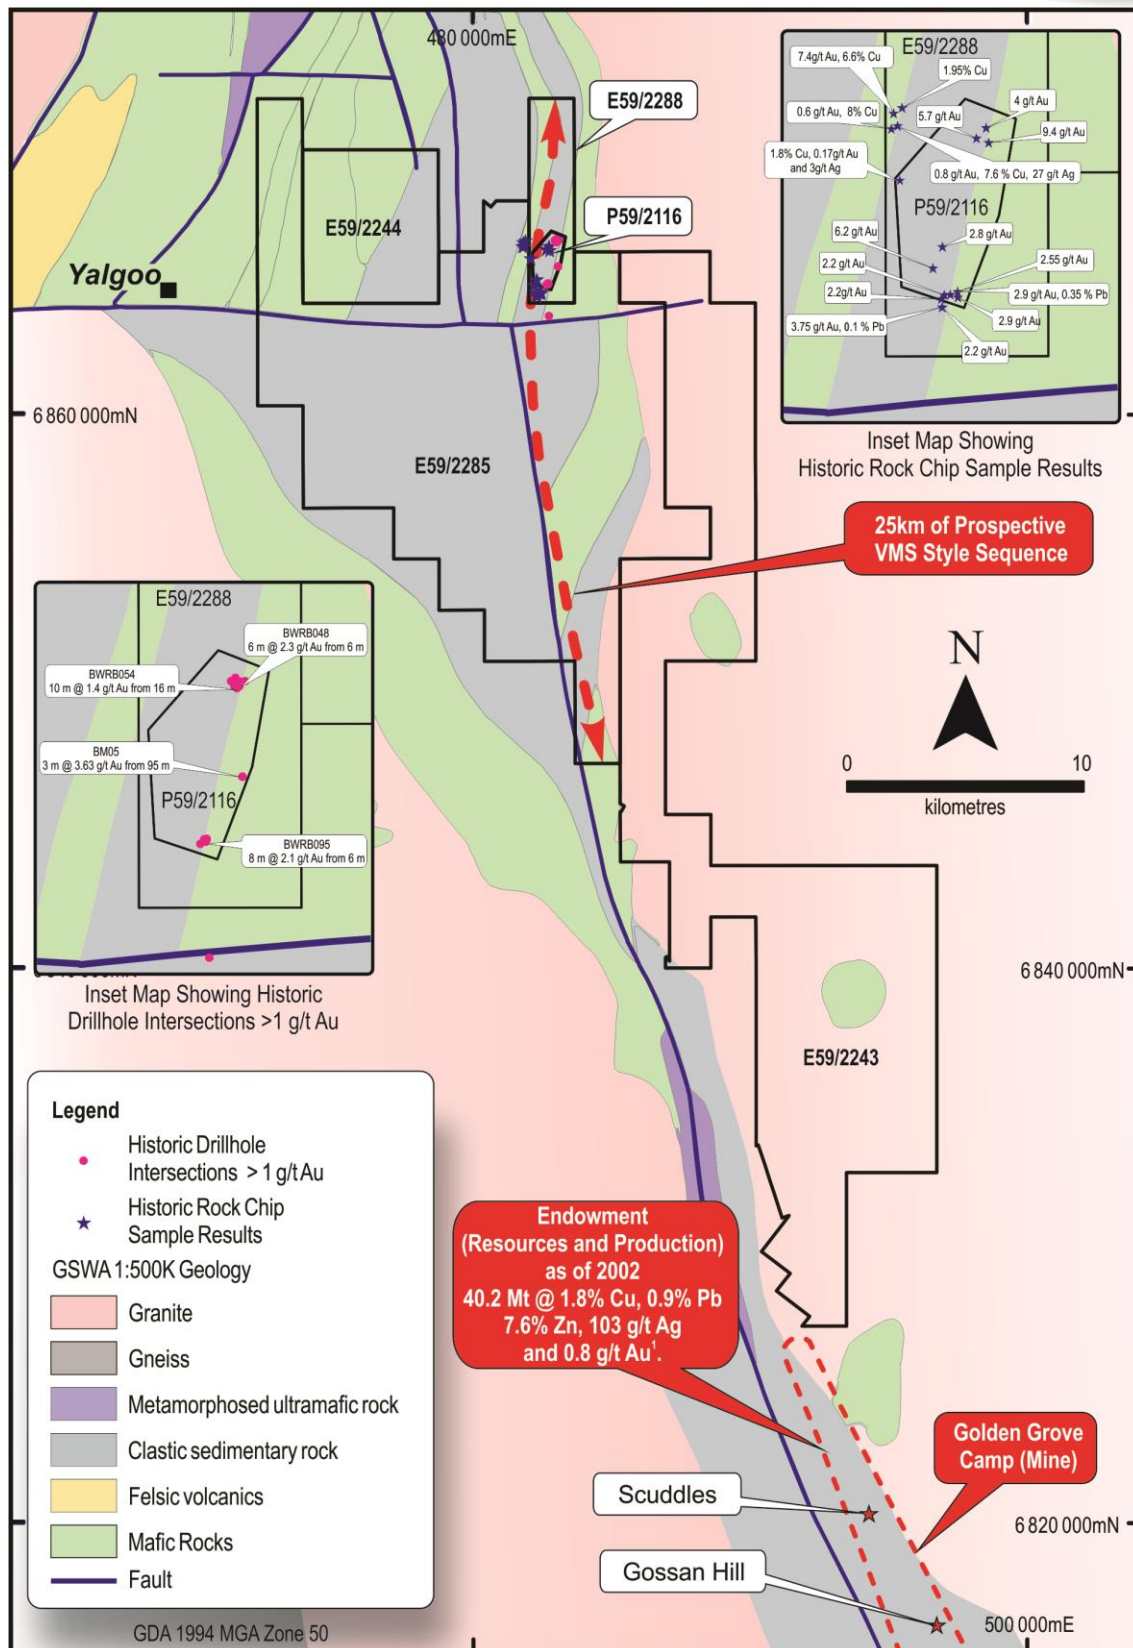 480 000mE
E59/2288
P59/2116
E59/2244
Yalgoo
6 860 000mN
E59/2285
E59/2288
7.4g/t Au, 6.6% Cu
1.95% Cu
0.6 g/t Au, 8% Cu
5.7 g/t Au
4 g/t Au
9.4 g/t Au
1.8% Cu, 0.17g/t Au
and 3g/t Ag
0.8 g/t Au, 7.6 % Cu, 27 g/t Ag
P59/2116
6.2 g/t Au
2.8 g/t Au
2.2 g/t Au
2.55 g/t Au
2.2g/t Au
2.9 g/t Au, 0.35 % Pb
3.75 g/t Au, 0.1 % Pb
2.9 g/t Au
2.2 g/t Au
Inset Map Showing
Historic Rock Chip Sample Results
25km of Prospective
VMS Style Sequence
E59/2288
BWRB048
6 m @ 2.3 g/t Au from 6 m
BWRB054
10 m @ 1.4 g/t Au from 16 m
BM05
3 m @ 3.63 g/t Au from 95 m
P59/2116
BWRB095
8 m @ 2.1 g/t Au from 6 m
Inset Map Showing Historic
Drillhole Intersections >1 g/t Au
N
0 10
kilometres
6 840 000mN
E59/2243
Legend
Historic Drillhole
Intersections > 1 g/t Au
Historic Rock Chip
Sample Results
GSWA 1:500K Geology
Granite
Gneiss
Metamorphosed ultramafic rock
Clastic sedimentary rock
Felsic volcanics
Mafic Rocks
Fault
GDA 1994 MGA Zone 50
Endowment
(Resources and Production)
as of 2002
40.2 Mt @ 1.8% Cu, 0.9% Pb
7.6% Zn, 103 g/t Ag
and 0.8 g/t Au¹.
Golden Grove
Camp (Mine)
Scuddles
6 820 000mN
Gossan Hill
500 000mE